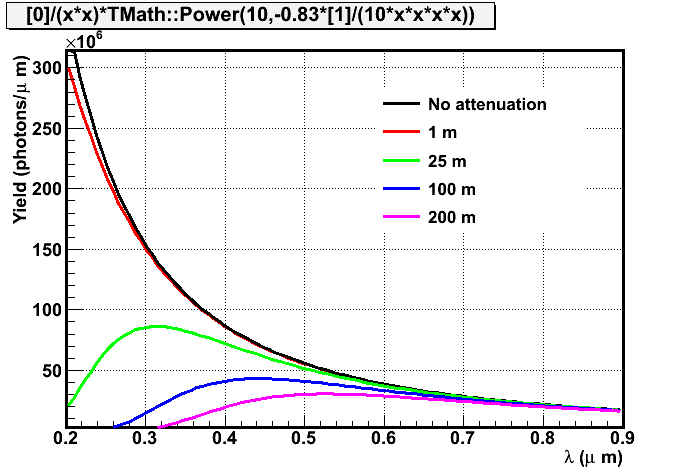 [0]/(x*x)*TMath::Power(10,-0.83*[1]/(10*x*x*x*x))
×10⁶
Yield (photons/μ m)
300
250
200
150
100
50
No attenuation
1 m
25 m
100 m
200 m
0.2 0.3 0.4 0.5 0.6 0.7 0.8 0.9
λ (μ m)